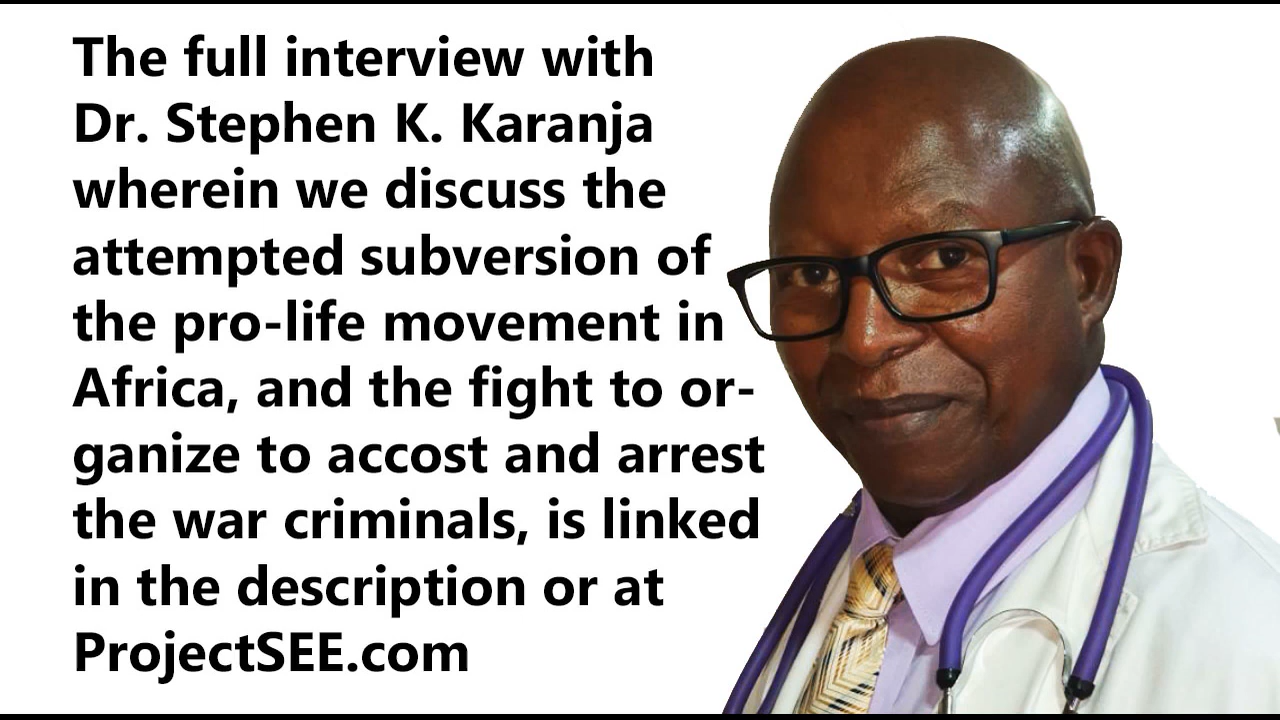 The full interview with
Dr. Stephen K. Karanja
wherein we discuss the
attempted subversion of
the pro-life movement in
Africa, and the fight to or-
ganize to accost and arrest
the war criminals, is linked
in the description or at
ProjectSEE.com